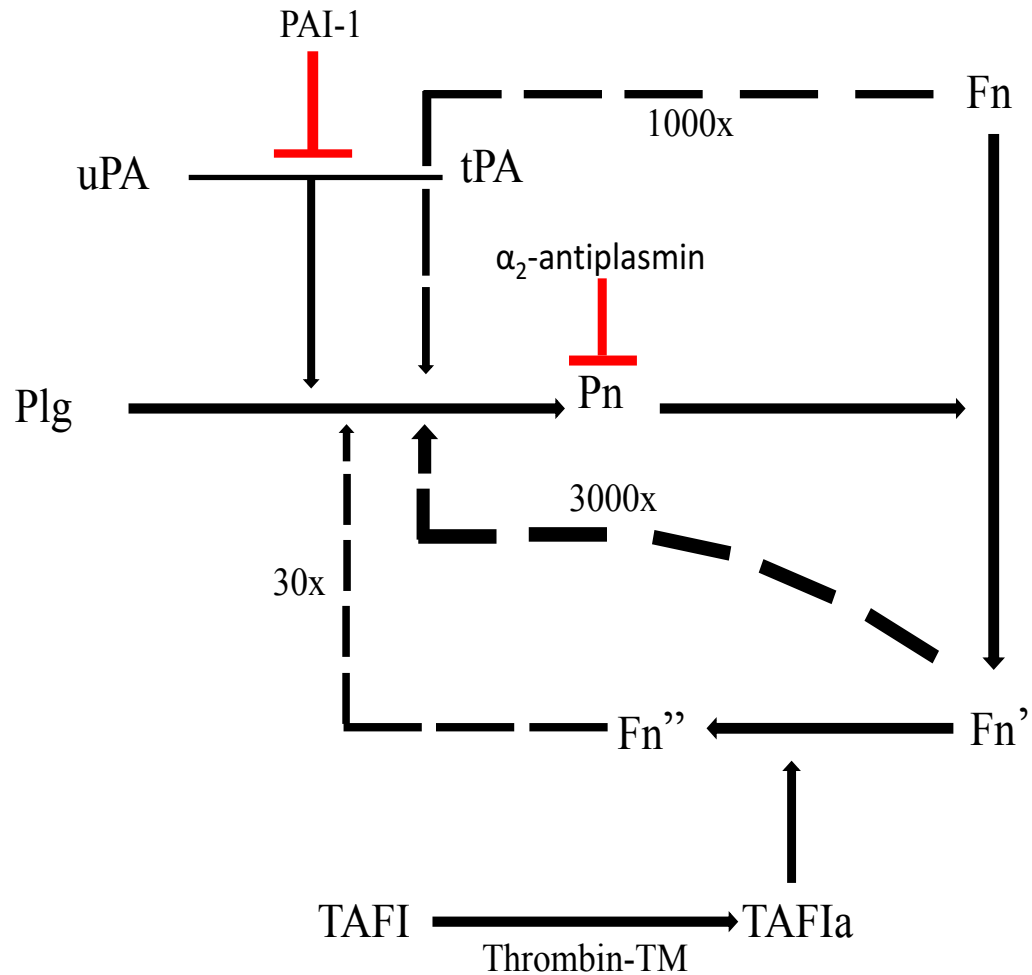 PAI-1
Fn
1000x
uPA
tPA
α₂-antiplasmin
Plg
Pn
3000x
30x
Fn’’
Fn’
TAFI
TAFIa
Thrombin-TM